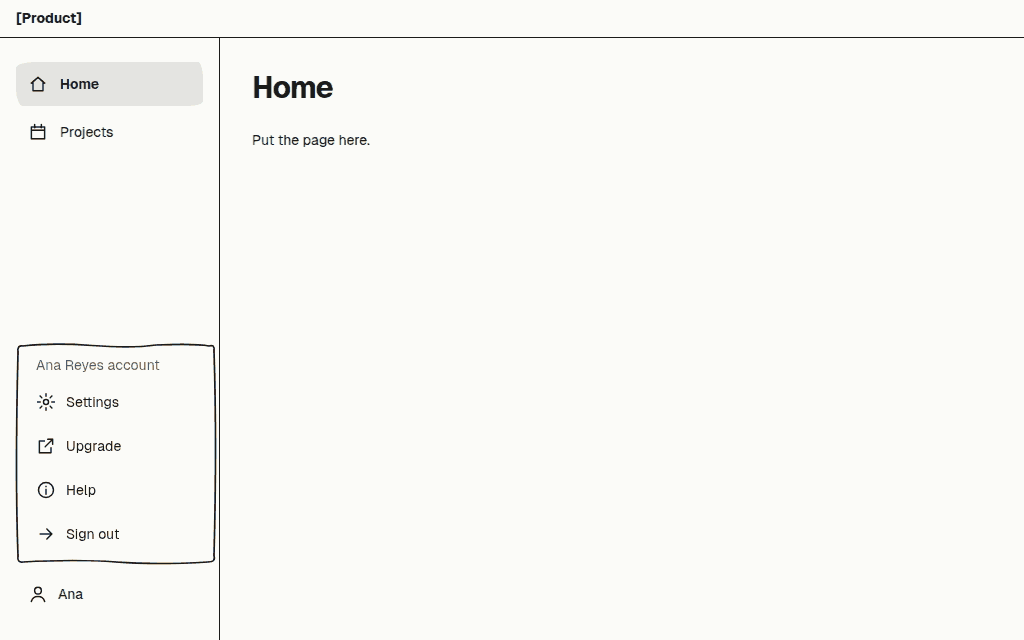 [Product]
Home
Projects
Home
Put the page here.
Ana Reyes account
Settings
Upgrade
Help
Sign out
Ana